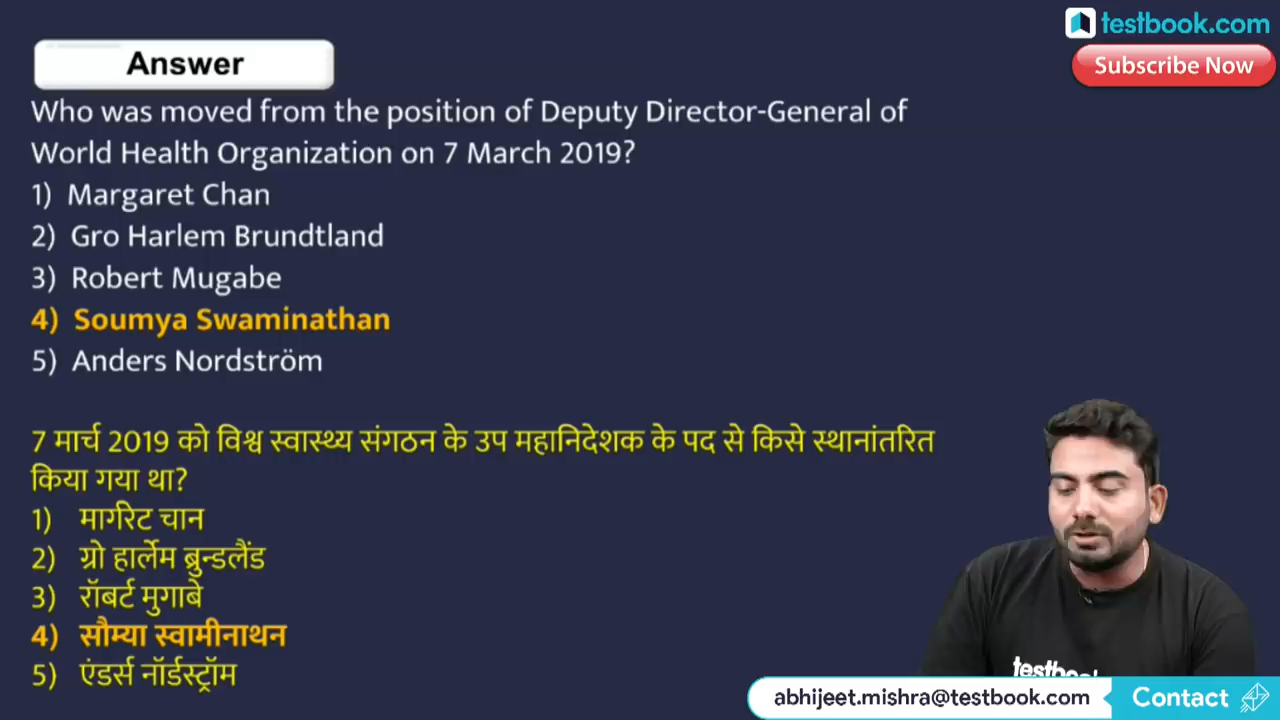 testbook.com
Subscribe Now
Answer
Who was moved from the position of Deputy Director-General of
World Health Organization on 7 March 2019?
1) Margaret Chan
2) Gro Harlem Brundtland
3) Robert Mugabe
4) Soumya Swaminathan
5) Anders Nordström
7 मार्च 2019 को विश्व स्वास्थ्य संगठन के उप महानिदेशक के पद से किसे स्थानांतरित
किया गया था?
1) मार्गरेट चान
2) ग्रो हार्लेम ब्रुन्डलैंड
3) रॉबर्ट मुगाबे
4) सौम्या स्वामीनाथन
5) एंडर्स नॉर्डस्ट्रॉम
testbook
abhijeet.mishra@testbook.com
Contact